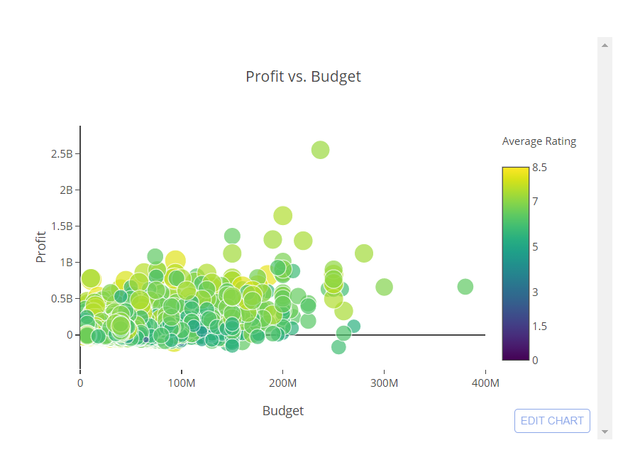 Profit vs. Budget
Average Rating
2.5B
2B
1.5B
1B
0.5B
0
Profit
8.5
7
5
3
1.5
0
0
100M
200M
300M
400M
Budget
EDIT CHART